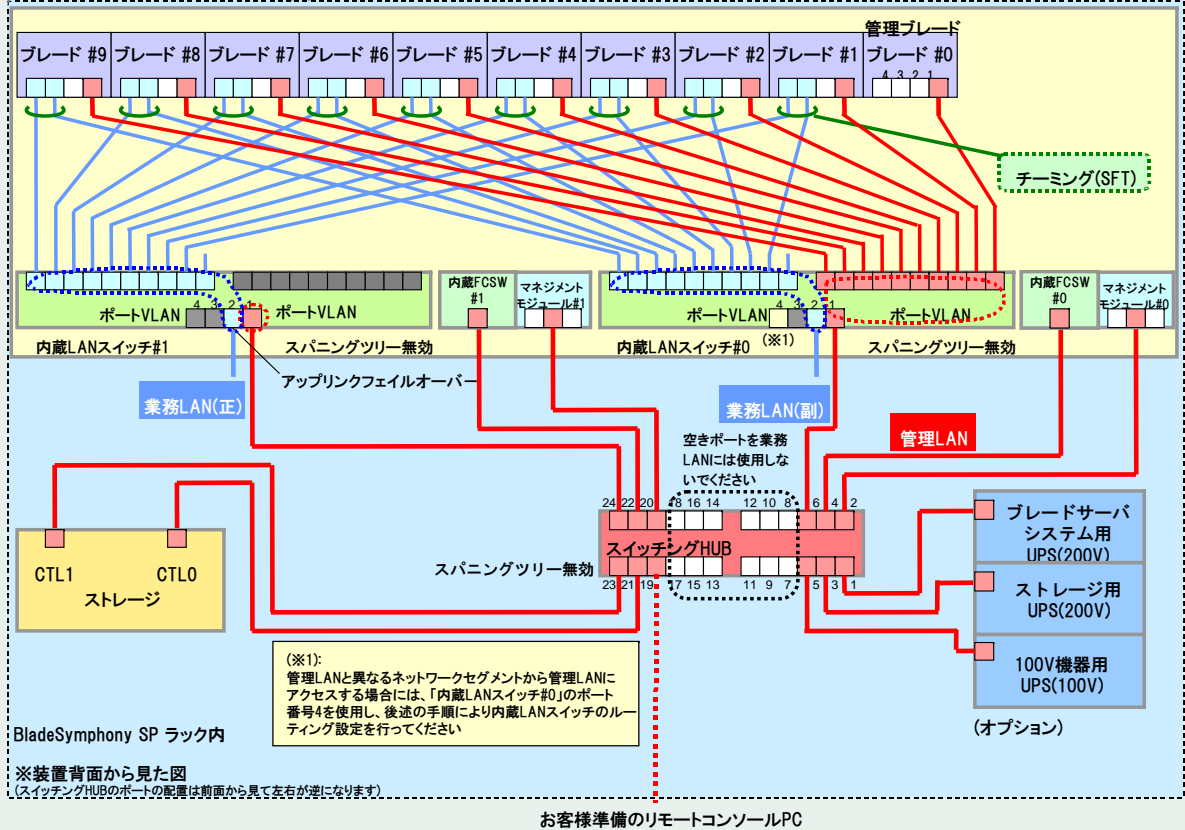 管理ブレード
ブレード #9
ブレード #8
ブレード #7
ブレード #6
ブレード #5
ブレード #4
ブレード #3
ブレード #2
ブレード #1
ブレード #0
4 3 2 1
チーミング(SFT)
ポートVLAN
4 3 2 1
ポートVLAN
内蔵FCSW
#1
マネジメント
モジュール#1
ポートVLAN
4 3 2 1
ポートVLAN
内蔵FCSW
#0
マネジメント
モジュール#0
内蔵LANスイッチ#1
スパニングツリー無効
内蔵LANスイッチ#0
(※1)
スパニングツリー無効
アップリンクフェイルオーバー
業務LAN(正)
業務LAN(副)
管理LAN
空きポートを業務
LANには使用しな
いでください
24 22 20 18 16 14 12 10 8 6 4 2
スイッチングHUB
スパニングツリー無効
23 21 19 17 15 13 11 9 7 5 3 1
CTL1
CTL0
ストレージ
ブレードサーバ
システム用
UPS(200V)
ストレージ用
UPS(200V)
100V機器用
UPS(100V)
(オプション)
(※1):
管理LANと異なるネットワークセグメントから管理LANに
アクセスする場合には、「内蔵LANスイッチ#0」のポート
番号4を使用し、後述の手順により内蔵LANスイッチのルー
ティング設定を行ってください
BladeSymphony SP ラック内
※装置背面から見た図
(スイッチングHUBのポートの配置は前面から見て左右が逆になります)
お客様準備のリモートコンソールPC